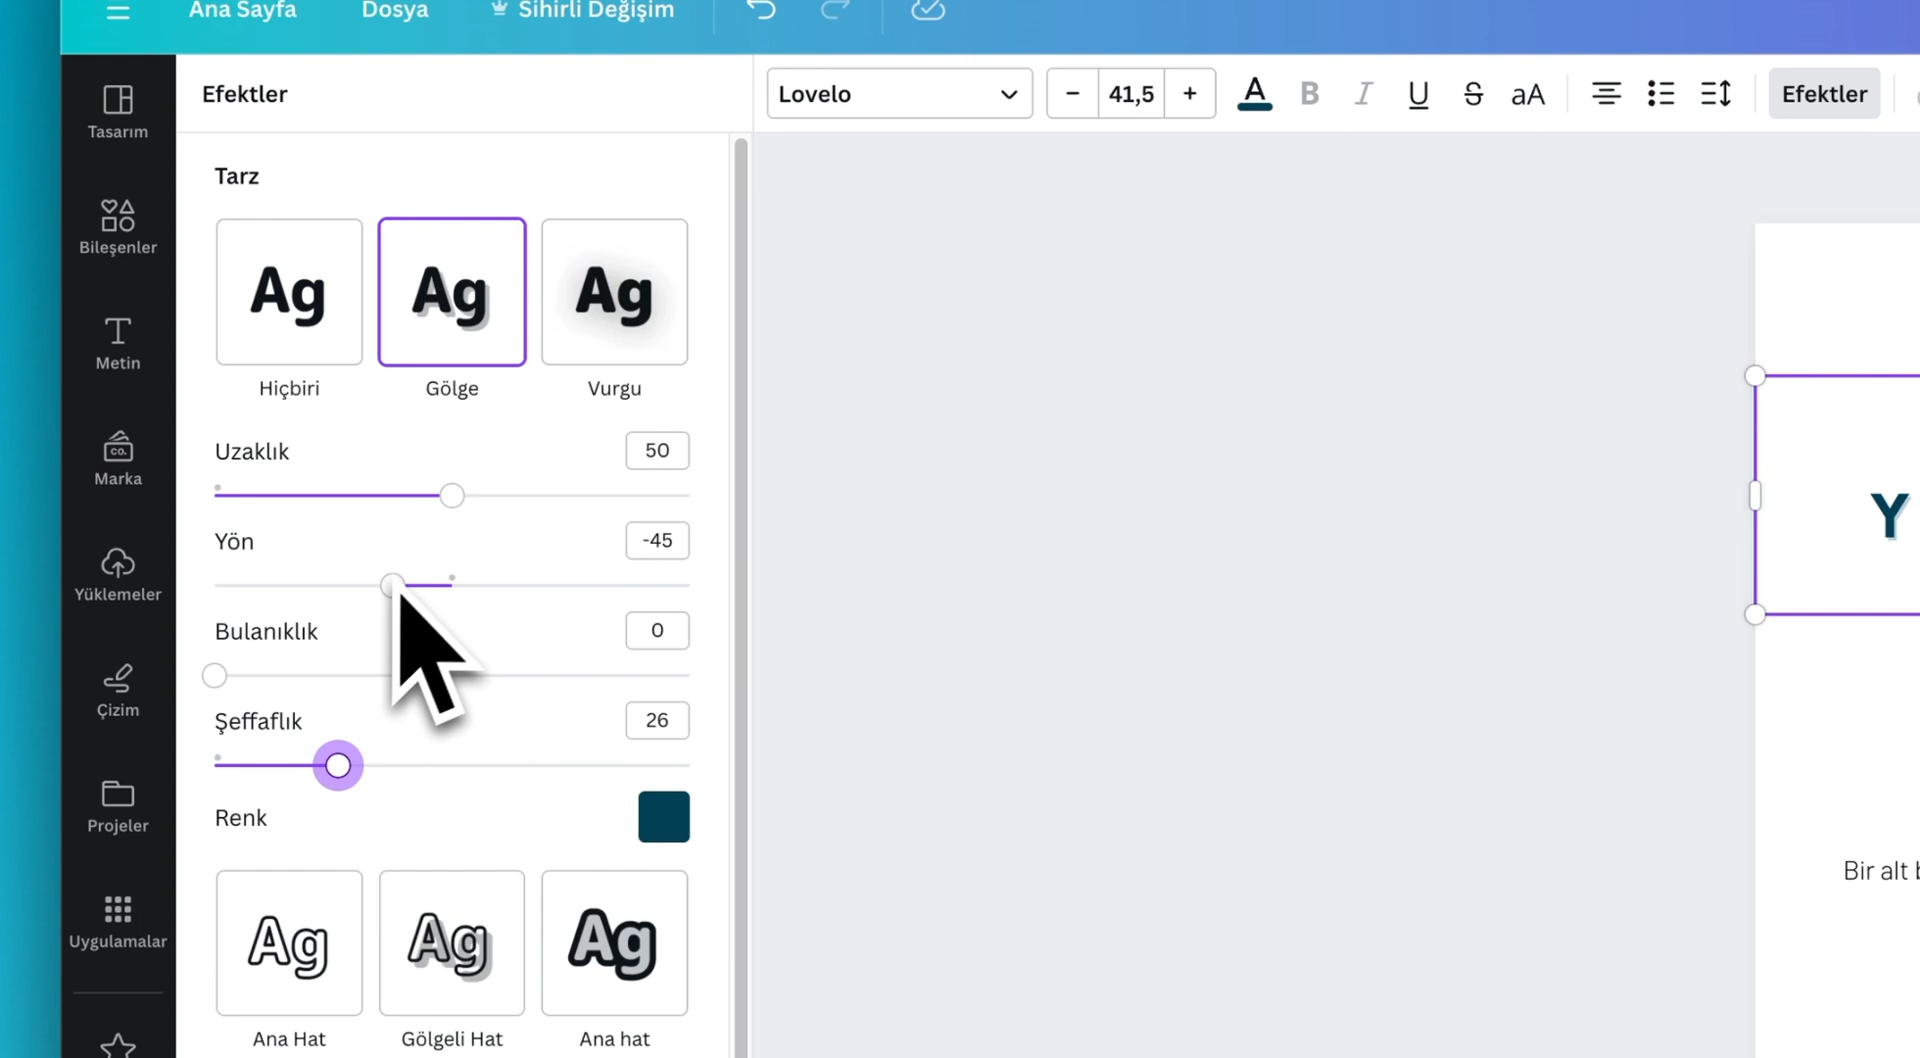 Ana Sayfa
Dosya
Sihirli Değişim
Tasarım
Bileşenler
Metin
CO.
Marka
Yüklemeler
Çizim
Projeler
Uygulamalar
Efektler
Tarz
Ag
Ag
Ag
Hiçbiri
Gölge
Vurgu
Uzaklık
50
Yön
-45
Bulanıklık
0
Şeffaflık
26
Renk
Ag
Ag
Ag
Ana Hat
Gölgeli Hat
Ana hat
Lovelo
− 41,5 +
A
B
I
U
S
aA
Efektler
Y
Bir alt